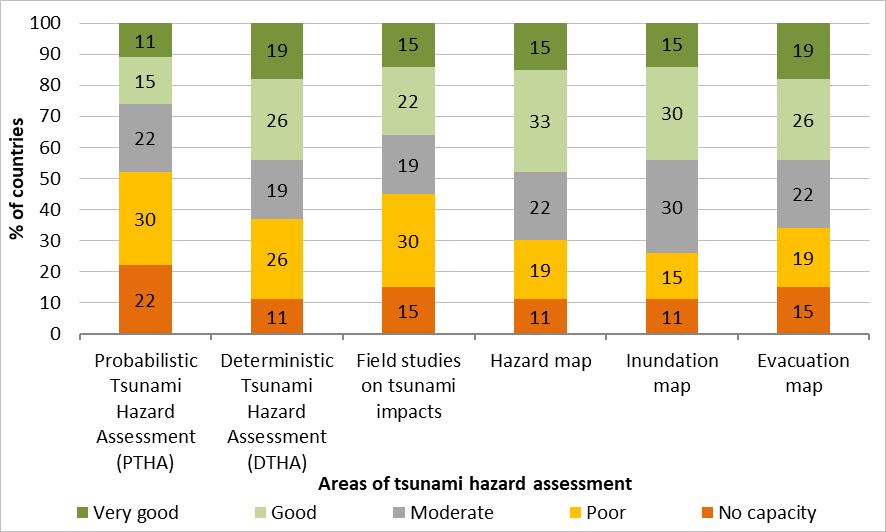 100
90
80
70
60
50
40
30
20
10
0
% of countries
11 19 15 15 15 19
15 26 22 33 30 26
22 19 19 22 30 22
30 26 30 19 15 19
22 11 15 11 11 15
Probabilistic
Tsunami
Hazard
Assessment
(PTHA)
Deterministic
Tsunami
Hazard
Assessment
(DTHA)
Field studies
on tsunami
impacts
Hazard map
Inundation
map
Evacuation
map
Areas of tsunami hazard assessment
Very good Good Moderate Poor No capacity